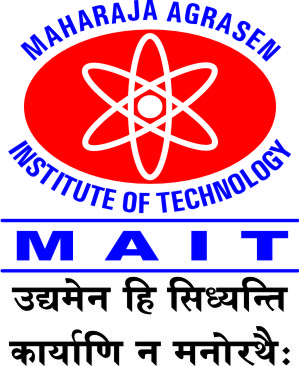 MAHARAJA AGRASEN
INSTITUTE OF TECHNOLOGY
MAIT
उद्यमेन हि सिध्यन्ति
कार्याणि न मनोरथैः